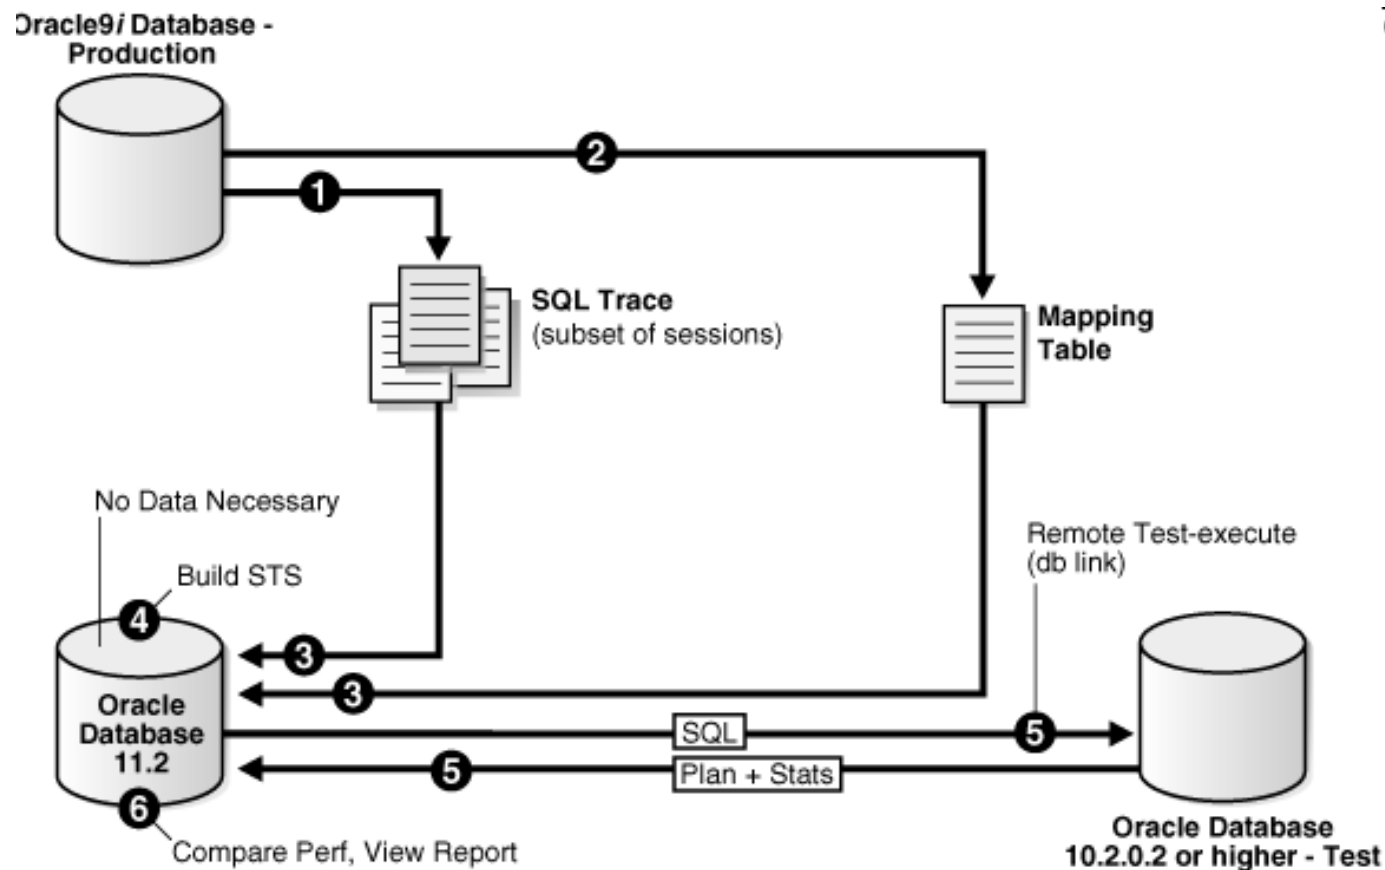 Oracle9i Database -
Production
2
1
SQL Trace
(subset of sessions)
Mapping
Table
No Data Necessary
Build STS
Remote Test-execute
(db link)
4
3
3
Oracle
Database
11.2
SQL
5
5
Plan + Stats
6
Compare Perf, View Report
Oracle Database
10.2.0.2 or higher - Test